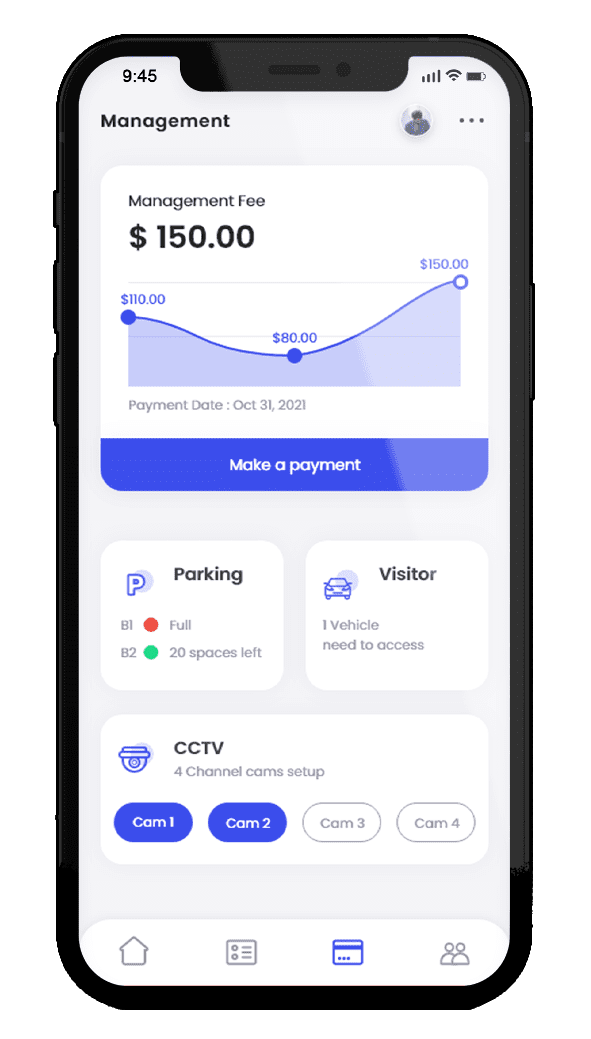 9:45
Management
Management Fee
$ 150.00
$150.00
$110.00
$80.00
Payment Date : Oct 31, 2021
Make a payment
Parking
B1 Full
B2 20 spaces left
Visitor
1 Vehicle
need to access
CCTV
4 Channel cams setup
Cam 1 Cam 2 Cam 3 Cam 4